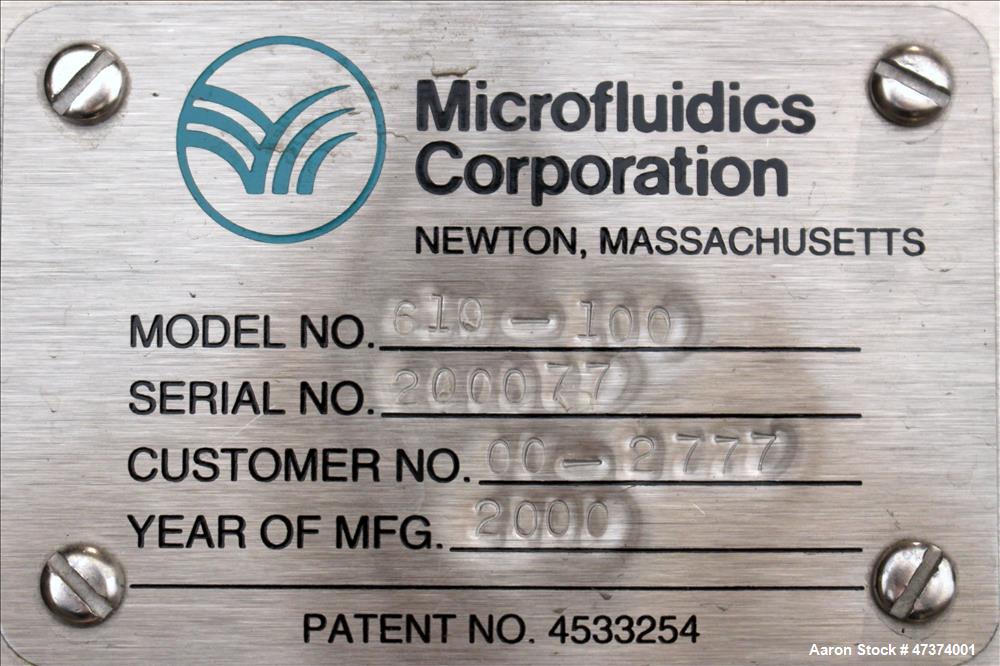 Microfluidics
Corporation
NEWTON, MASSACHUSETTS
MODEL NO. 610-100
SERIAL NO. 200077
CUSTOMER NO. 00-2777
YEAR OF MFG. 2000
PATENT NO. 4533254
Aaron Stock # 47374001